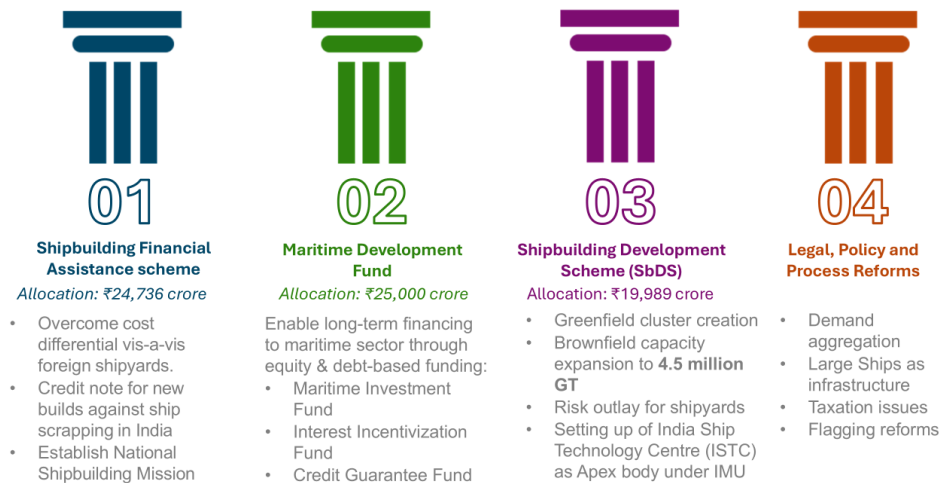 01
Shipbuilding Financial
Assistance scheme
Allocation: ₹24,736 crore
• Overcome cost
differential vis-a-vis
foreign shipyards.
• Credit note for new
builds against ship
scrapping in India
• Establish National
Shipbuilding Mission
02
Maritime Development
Fund
Allocation: ₹25,000 crore
Enable long-term financing
to maritime sector through
equity & debt-based funding:
• Maritime Investment
Fund
• Interest Incentivization
Fund
• Credit Guarantee Fund
03
Shipbuilding Development
Scheme (SbDS)
Allocation: ₹19,989 crore
• Greenfield cluster creation
• Brownfield capacity
expansion to 4.5 million
GT
• Risk outlay for shipyards
• Setting up of India Ship
Technology Centre (ISTC)
as Apex body under IMU
04
Legal, Policy and
Process Reforms
• Demand
aggregation
• Large Ships as
infrastructure
• Taxation issues
• Flagging reforms